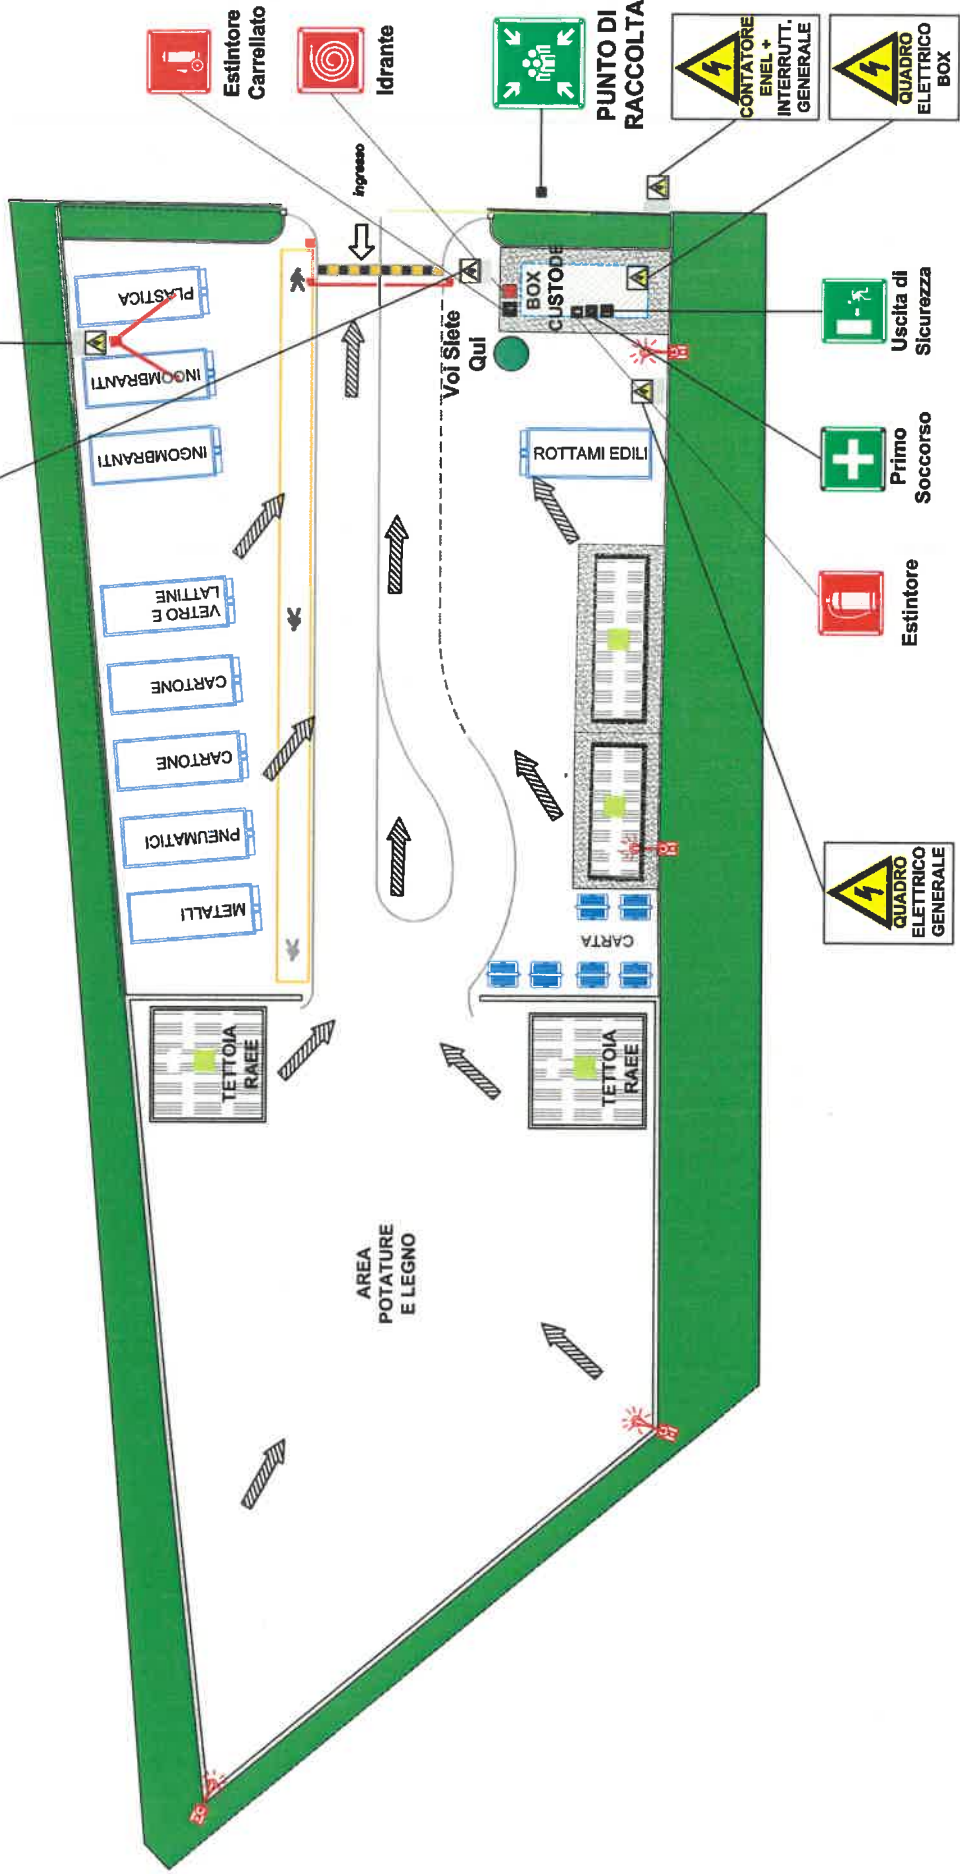 Estintore
Carrellato
Idrante
ingresso
PUNTO DI
RACCOLTA
CONTATORE
ENEL +
INTERRUTT.
GENERALE
QUADRO
ELETTRICO
BOX
PLASTICA
INGOMBRANTI
INGOMBRANTI
VETRO E
LATTINE
CARTONE
CARTONE
PNEUMATICI
METALLI
BOX
CUSTODE
Voi Siete
Qui
ROTTAMI EDILI
Uscita di
Sicurezza
Primo
Soccorso
Estintore
QUADRO
ELETTRICO
GENERALE
CARTA
TETTOIA
RAEE
TETTOIA
RAEE
AREA
POTATURE
E LEGNO